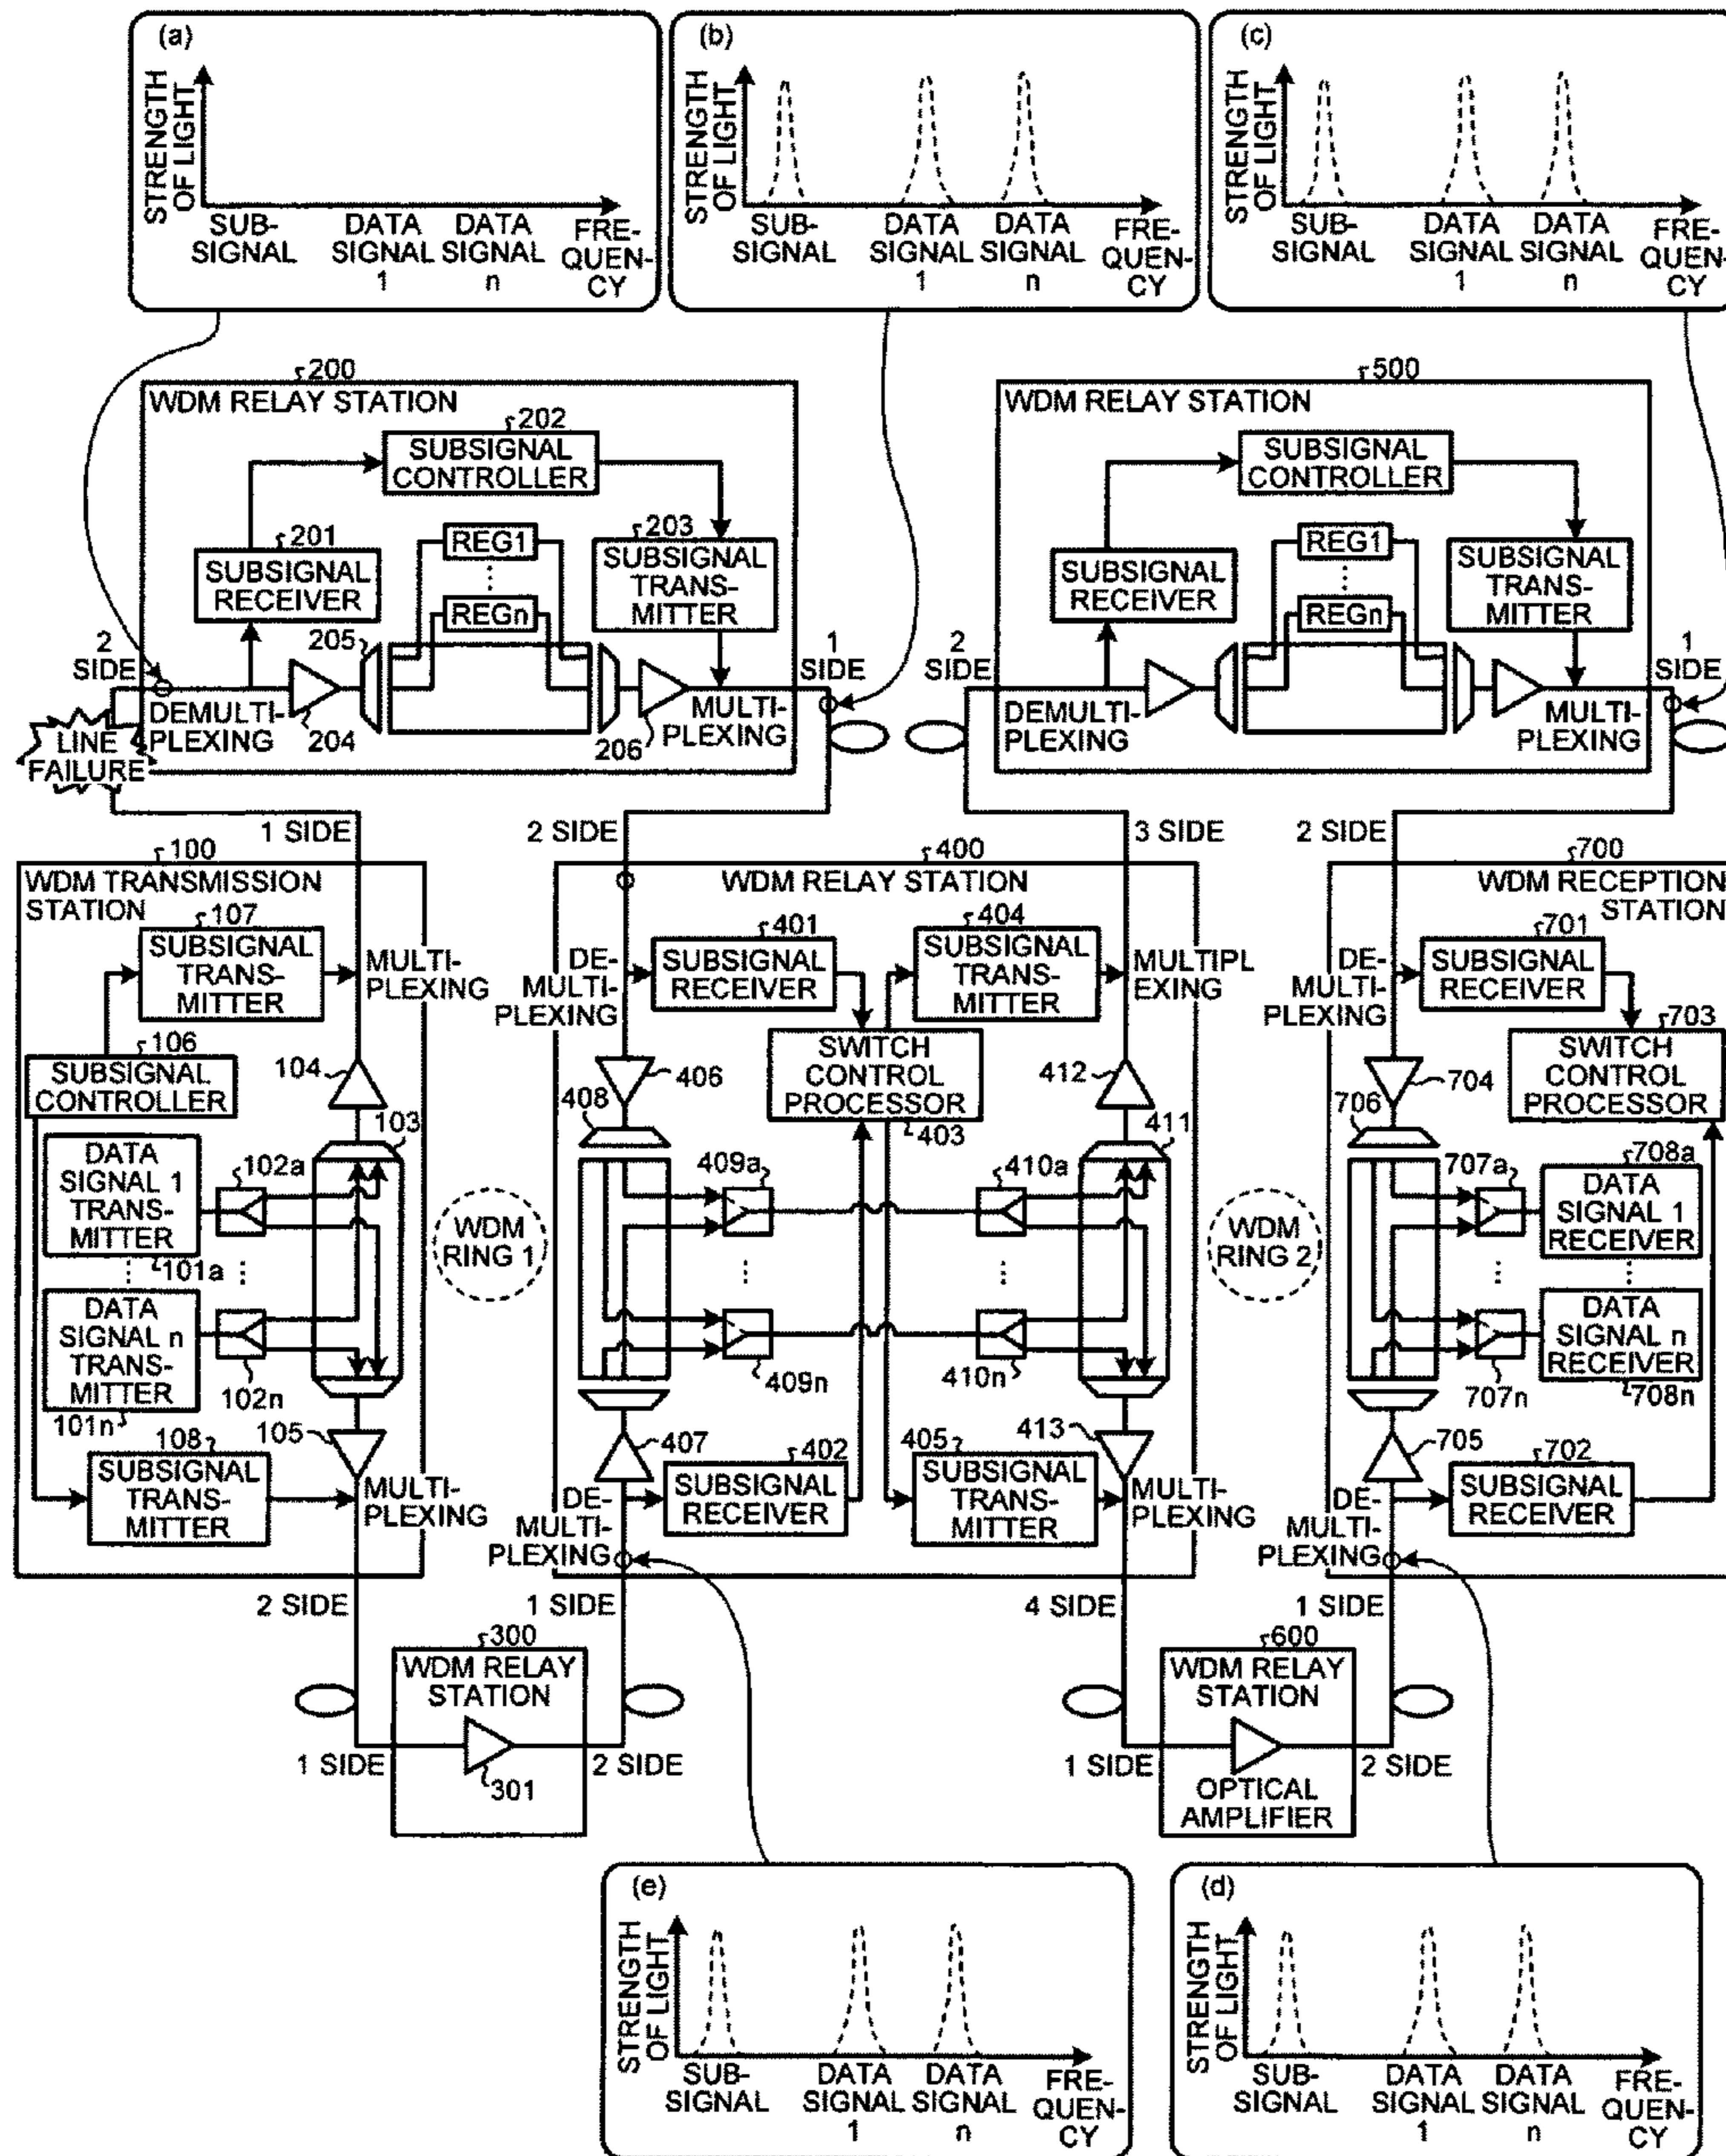 (a)
STRENGTH
OF LIGHT
SUB-
SIGNAL
DATA
SIGNAL
1
DATA
SIGNAL
n
FRE-
QUEN-
CY
(b)
STRENGTH
OF LIGHT
SUB-
SIGNAL
DATA
SIGNAL
1
DATA
SIGNAL
n
FRE-
QUEN-
CY
(c)
STRENGTH
OF LIGHT
SUB-
SIGNAL
DATA
SIGNAL
1
DATA
SIGNAL
n
FRE-
QUEN-
CY
200
WDM RELAY STATION
202
SUBSIGNAL
CONTROLLER
201
SUBSIGNAL
RECEIVER
REG1
REGn
203
SUBSIGNAL
TRANS-
MITTER
2
SIDE
205
1
SIDE
DEMULTI-
PLEXING
204
206
MULTI-
PLEXING
LINE
FAILURE
500
WDM RELAY STATION
SUBSIGNAL
CONTROLLER
SUBSIGNAL
RECEIVER
REG1
REGn
SUBSIGNAL
TRANS-
MITTER
2
SIDE
1
SIDE
DEMULTI-
PLEXING
MULTI-
PLEXING
1 SIDE
2 SIDE
3 SIDE
2 SIDE
100
WDM TRANSMISSION
STATION
107
SUBSIGNAL
TRANS-
MITTER
MULTI-
PLEXING
106
SUBSIGNAL
CONTROLLER
104
103
DATA
SIGNAL 1
TRANS-
MITTER
101a
102a
DATA
SIGNAL n
TRANS-
MITTER
101n
102n
108
SUBSIGNAL
TRANS-
MITTER
105
MULTI-
PLEXING
WDM
RING 1
400
WDM RELAY STATION
401
SUBSIGNAL
RECEIVER
404
SUBSIGNAL
TRANS-
MITTER
DE-
MULTI-
PLEXING
MULTIPL
EXING
406
408
SWITCH
CONTROL
PROCESSOR
403
412
411
409a
410a
409n
410n
407
402
SUBSIGNAL
RECEIVER
405
SUBSIGNAL
TRANS-
MITTER
413
DE-
MULTI-
PLEXING
MULTI-
PLEXING
WDM
RING 2
700
WDM RECEPTION
STATION
701
SUBSIGNAL
RECEIVER
DE-
MULTI-
PLEXING
703
SWITCH
CONTROL
PROCESSOR
704
706
707a
708a
DATA
SIGNAL 1
RECEIVER
DATA
SIGNAL n
RECEIVER
707n
708n
705
702
SUBSIGNAL
RECEIVER
DE-
MULTI-
PLEXING
2 SIDE
1 SIDE
4 SIDE
1 SIDE
300
WDM RELAY
STATION
1 SIDE
301
2 SIDE
600
WDM RELAY
STATION
1 SIDE
2 SIDE
OPTICAL
AMPLIFIER
(e)
STRENGTH
OF LIGHT
SUB-
SIGNAL
DATA
SIGNAL
1
DATA
SIGNAL
n
FRE-
QUEN-
CY
(d)
STRENGTH
OF LIGHT
SUB-
SIGNAL
DATA
SIGNAL
1
DATA
SIGNAL
n
FRE-
QUEN-
CY